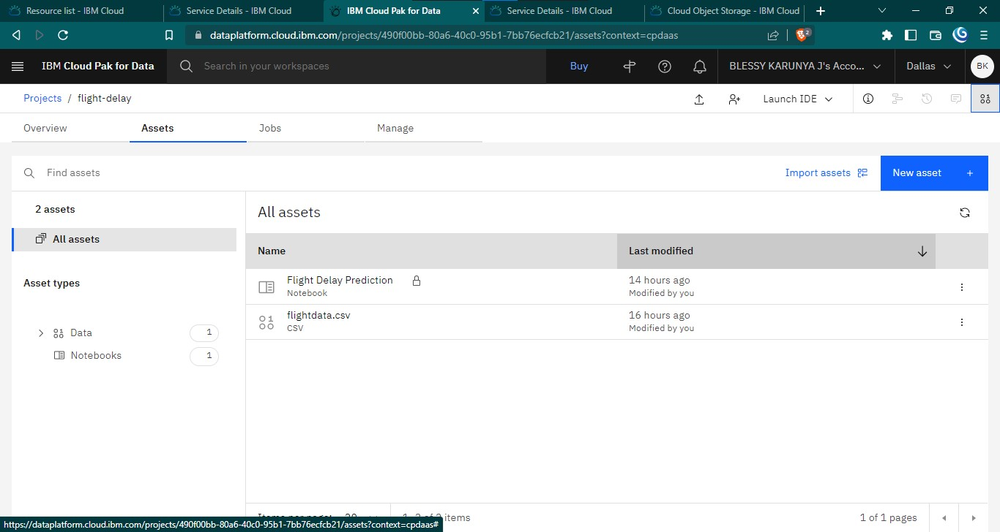 Resource list - IBM Cloud
Service Details - IBM Cloud
IBM Cloud Pak for Data
Service Details - IBM Cloud
Cloud Object Storage - IBM Cloud
dataplatform.cloud.ibm.com/projects/490f00bb-80a6-40c0-95b1-7bb76ecfcb21/assets?context=cpdaas
2
IBM Cloud Pak for Data
Search in your workspaces
Buy
BLESSY KARUNYA J's Acco...
Dallas
BK
Projects / flight-delay
Launch IDE
Overview
Assets
Jobs
Manage
Find assets
Import assets
New asset +
2 assets
All assets
Asset types
Data 1
Notebooks 1
All assets
Name
Last modified
Flight Delay Prediction
Notebook
14 hours ago
Modified by you
flightdata.csv
CSV
16 hours ago
Modified by you
items
1 of 1 pages
https://dataplatform.cloud.ibm.com/projects/490f00bb-80a6-40c0-95b1-7bb76ecfcb21/assets?context=cpdaas#